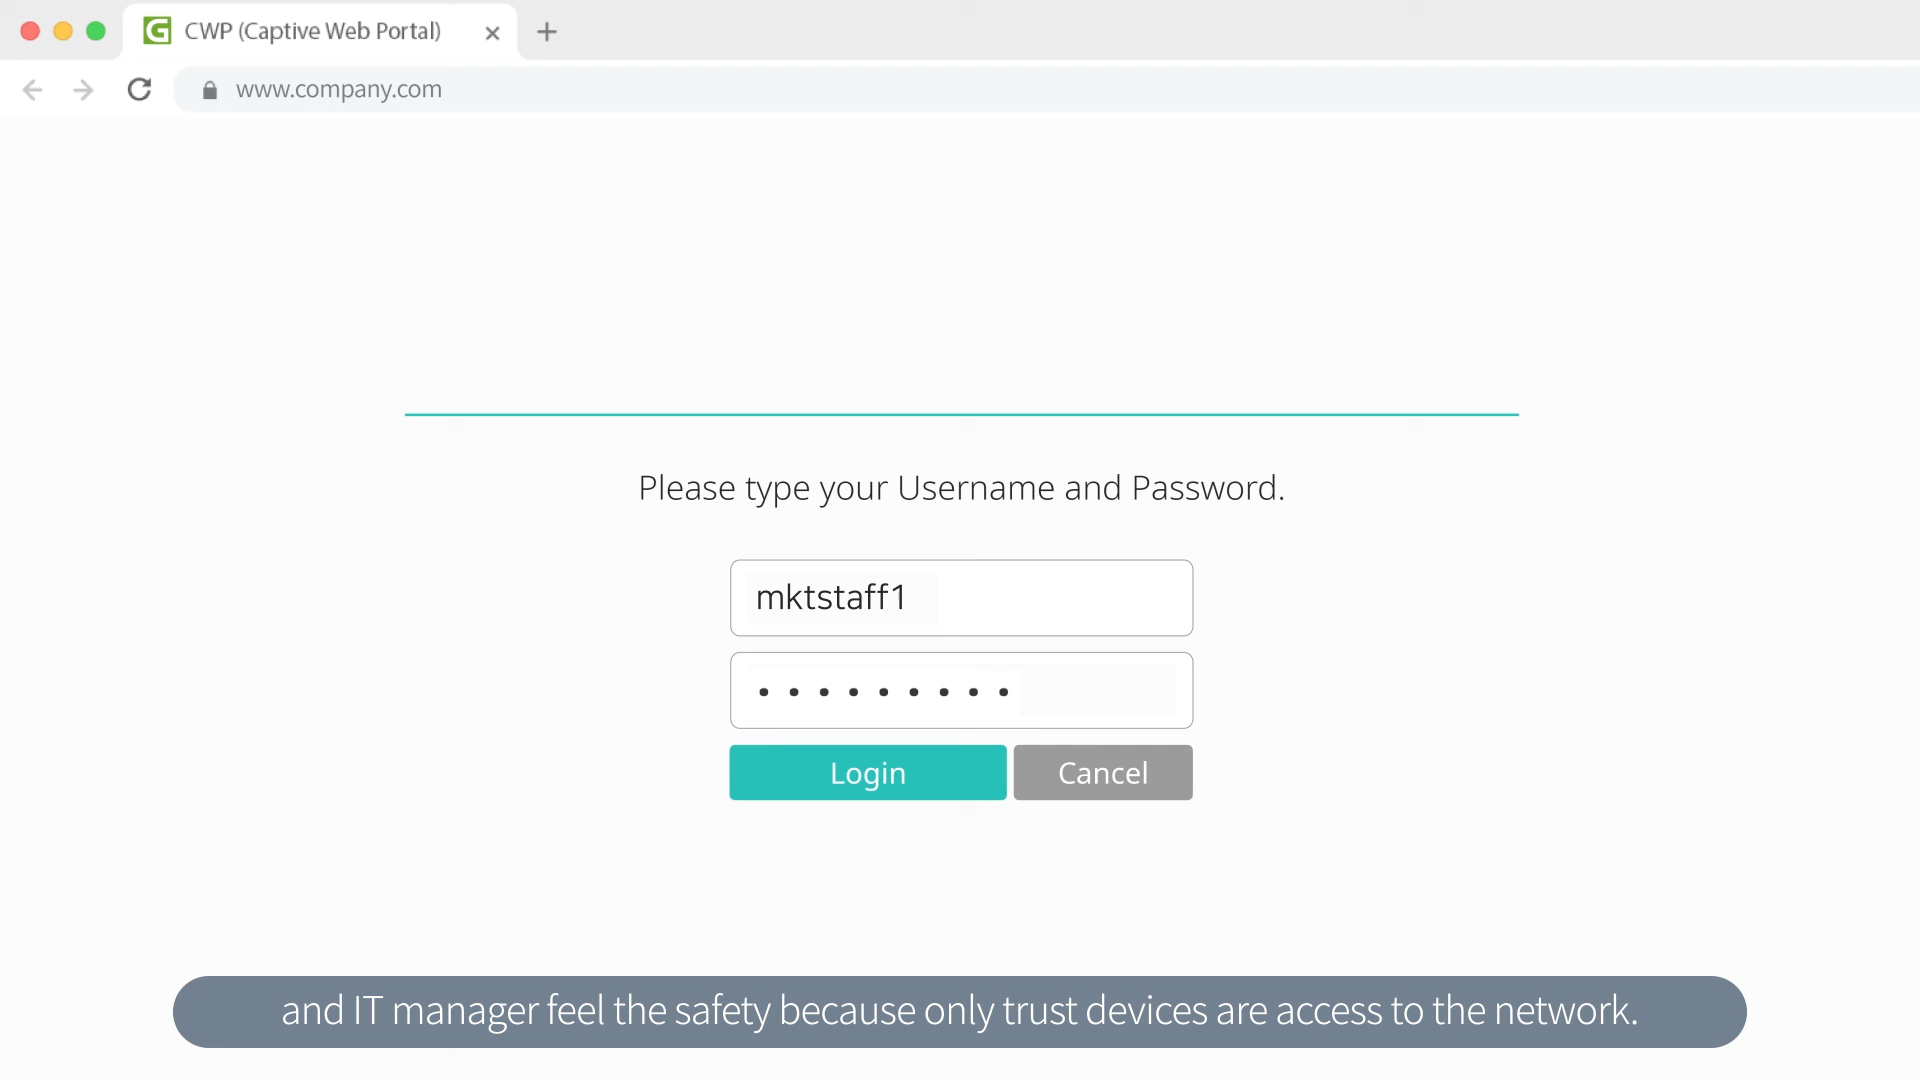 CWP (Captive Web Portal)
www.company.com
Please type your Username and Password.
mktstaff1
Login
Cancel
and IT manager feel the safety because only trust devices are access to the network.